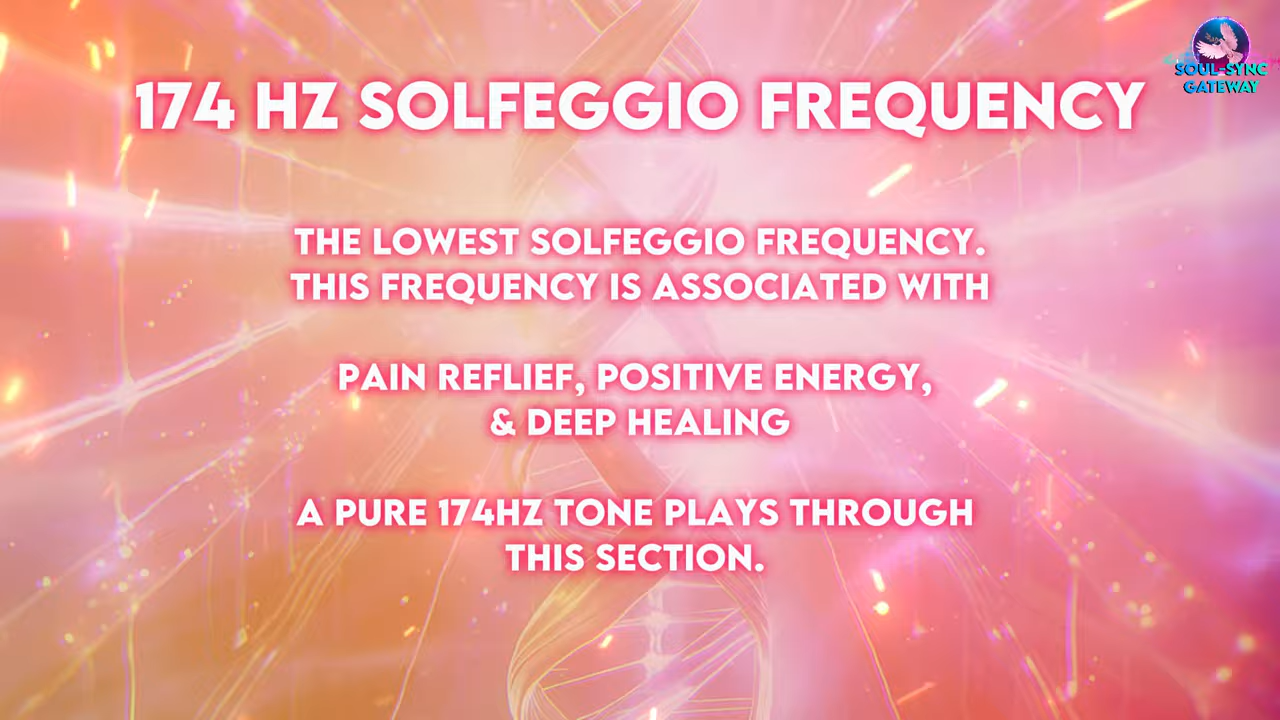 SOUL-SYNC
GATEWAY
174 HZ SOLFEGGIO FREQUENCY
THE LOWEST SOLFEGGIO FREQUENCY.
THIS FREQUENCY IS ASSOCIATED WITH
PAIN REFLIEF, POSITIVE ENERGY,
& DEEP HEALING
A PURE 174HZ TONE PLAYS THROUGH
THIS SECTION.